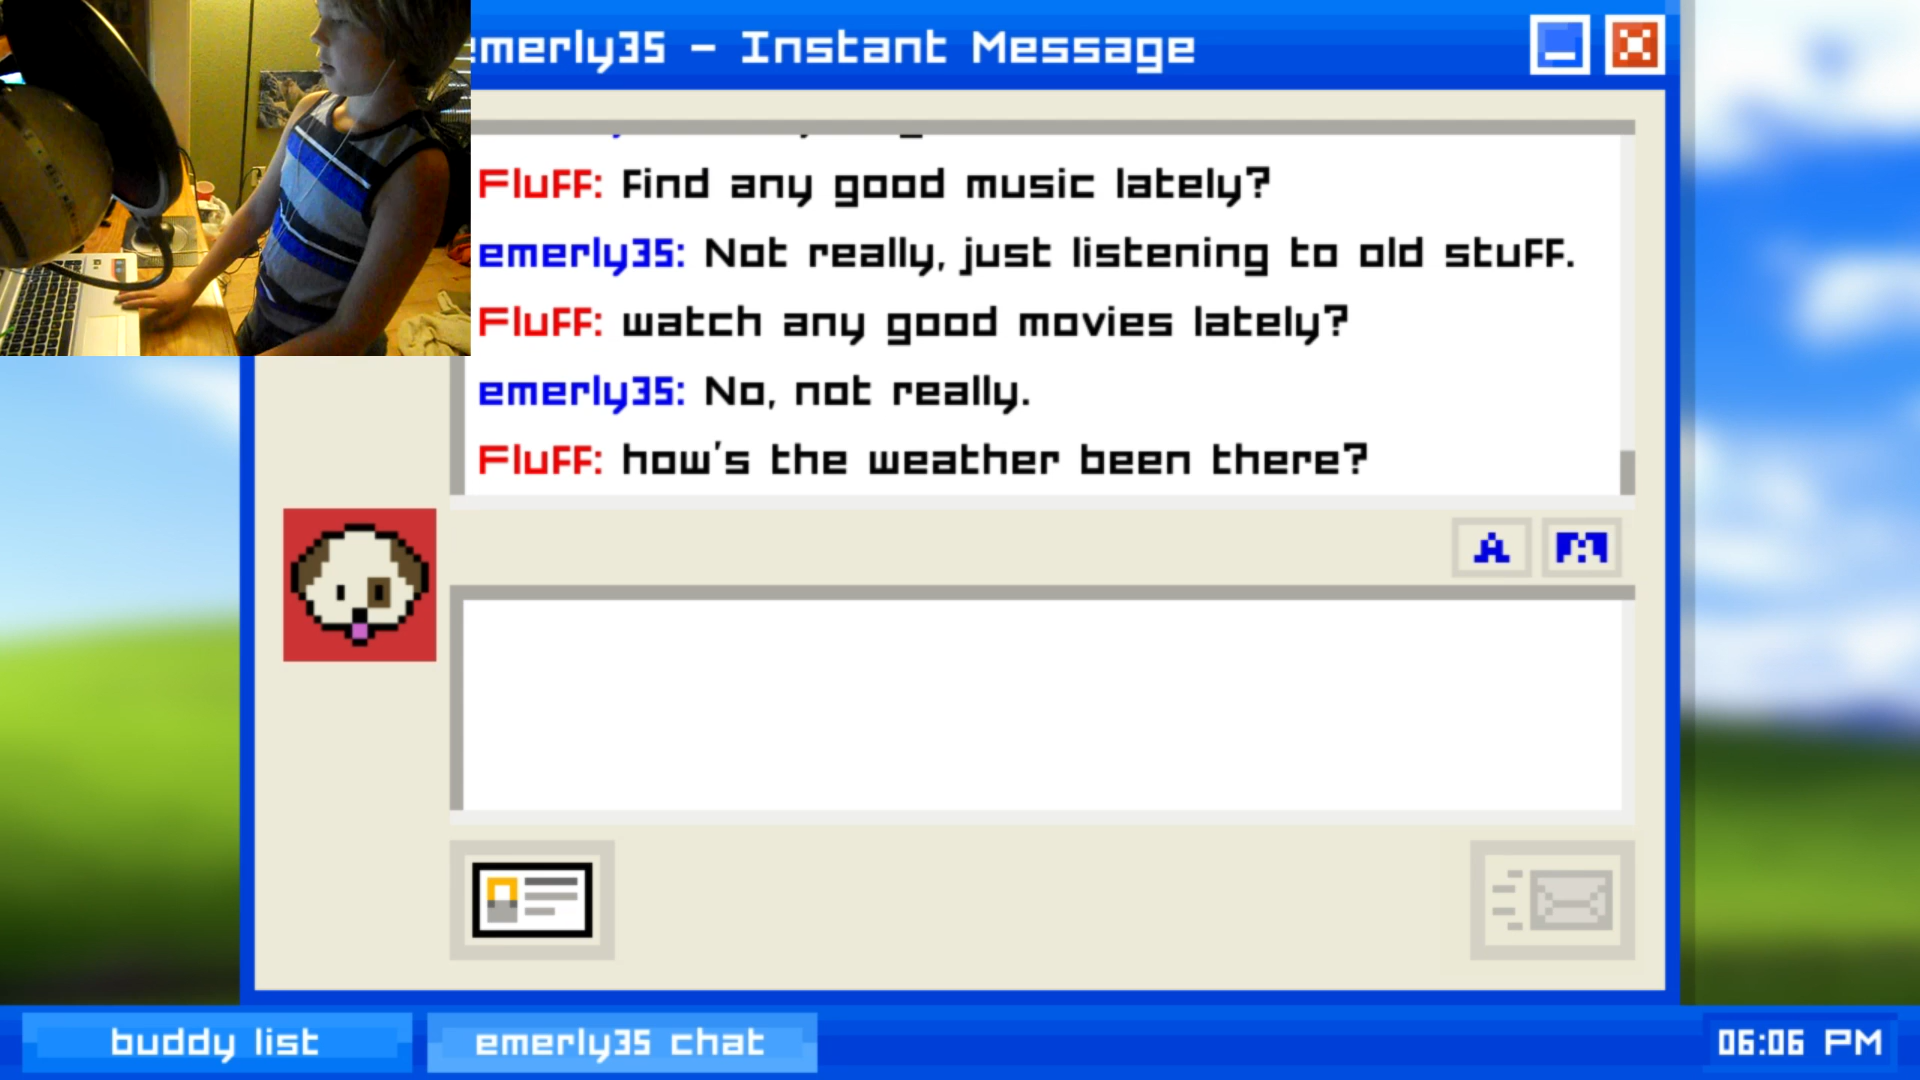 emerly35 - Instant Message
Fluff: Find any good music lately?
emerly35: Not really, just listening to old stuff.
Fluff: watch any good movies lately?
emerly35: No, not really.
Fluff: how's the weather been there?
A M
buddy list
emerly35 chat
06:06 PM